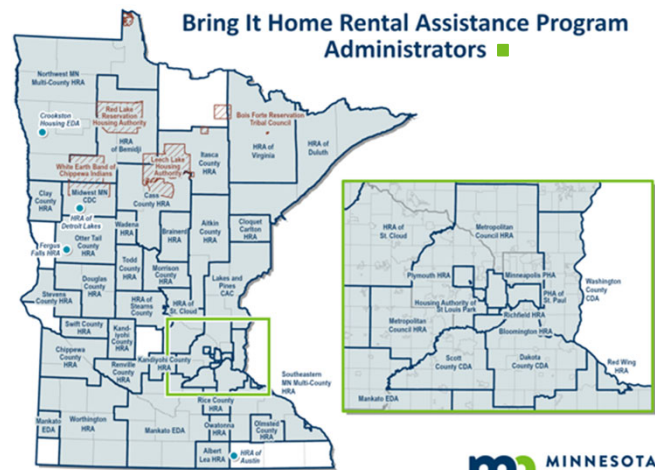 Bring It Home Rental Assistance Program
Administrators
Northwest MN
Multi-County HRA
Crookston
Housing EDA
Red Lake
Reservation
Housing Authority
Bois Forte Reservation
Tribal Council
HRA
of Bemidji
Itasca
County
HRA
HRA of
Virginia
HRA
of Duluth
White Earth Band of
Chippewa Indians
Leech Lake
Housing
Authority
Clay
County
HRA
Midwest MN
CDC
HRA of
Detroit Lakes
Cass
County HRA
Fergus
Falls HRA
Otter Tail
County
HRA
Wadena
HRA
Brainerd
HRA
Aitkin
County
HRA
Cloquet
Carlton
HRA
Douglas
County
HRA
Todd
County
HRA
Morrison
County
HRA
Lakes and
Pines
CAC
Stevens
County HRA
HRA of
Stearns
County
HRA of
St. Cloud
Swift County
HRA
Kand-
iyohi
County
HRA
Chippewa
County
HRA
Renville
County
HRA
Kandiyohi County
HRA
Southeastern
MN Multi-County
HRA
Rice County
HRA
Mankato
EDA
Worthington
HRA
Mankato EDA
Owatonna
HRA
Olmsted
County
HRA
Albert
Lea HRA
HRA of
Austin
HRA of
St. Cloud
Metropolitan
Council HRA
Plymouth HRA
Minneapolis PHA
Washington
County
CDA
Housing Authority of
St Louis Park
PHA of
St. Paul
Metropolitan
Council HRA
Richfield HRA
Bloomington HRA
Scott
County CDA
Dakota
County CDA
Red Wing
HRA
Mankato EDA
MINNESOTA